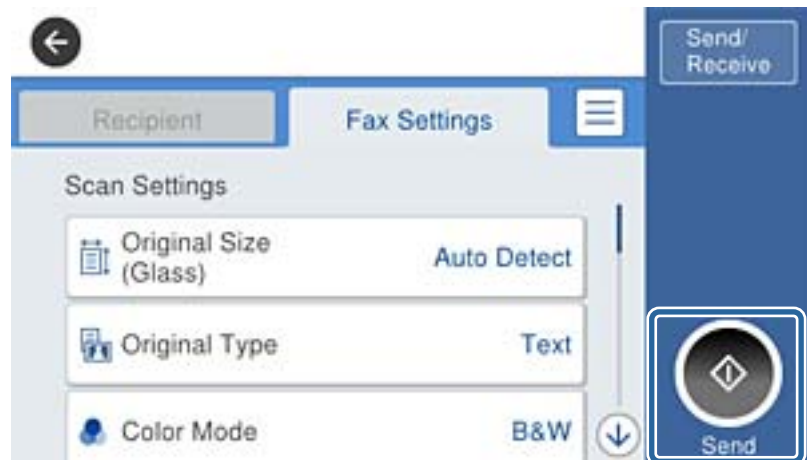 Send/
Receive
Recipient
Fax Settings
Scan Settings
Original Size
(Glass)
Auto Detect
Original Type
Text
Color Mode
B&W
Send